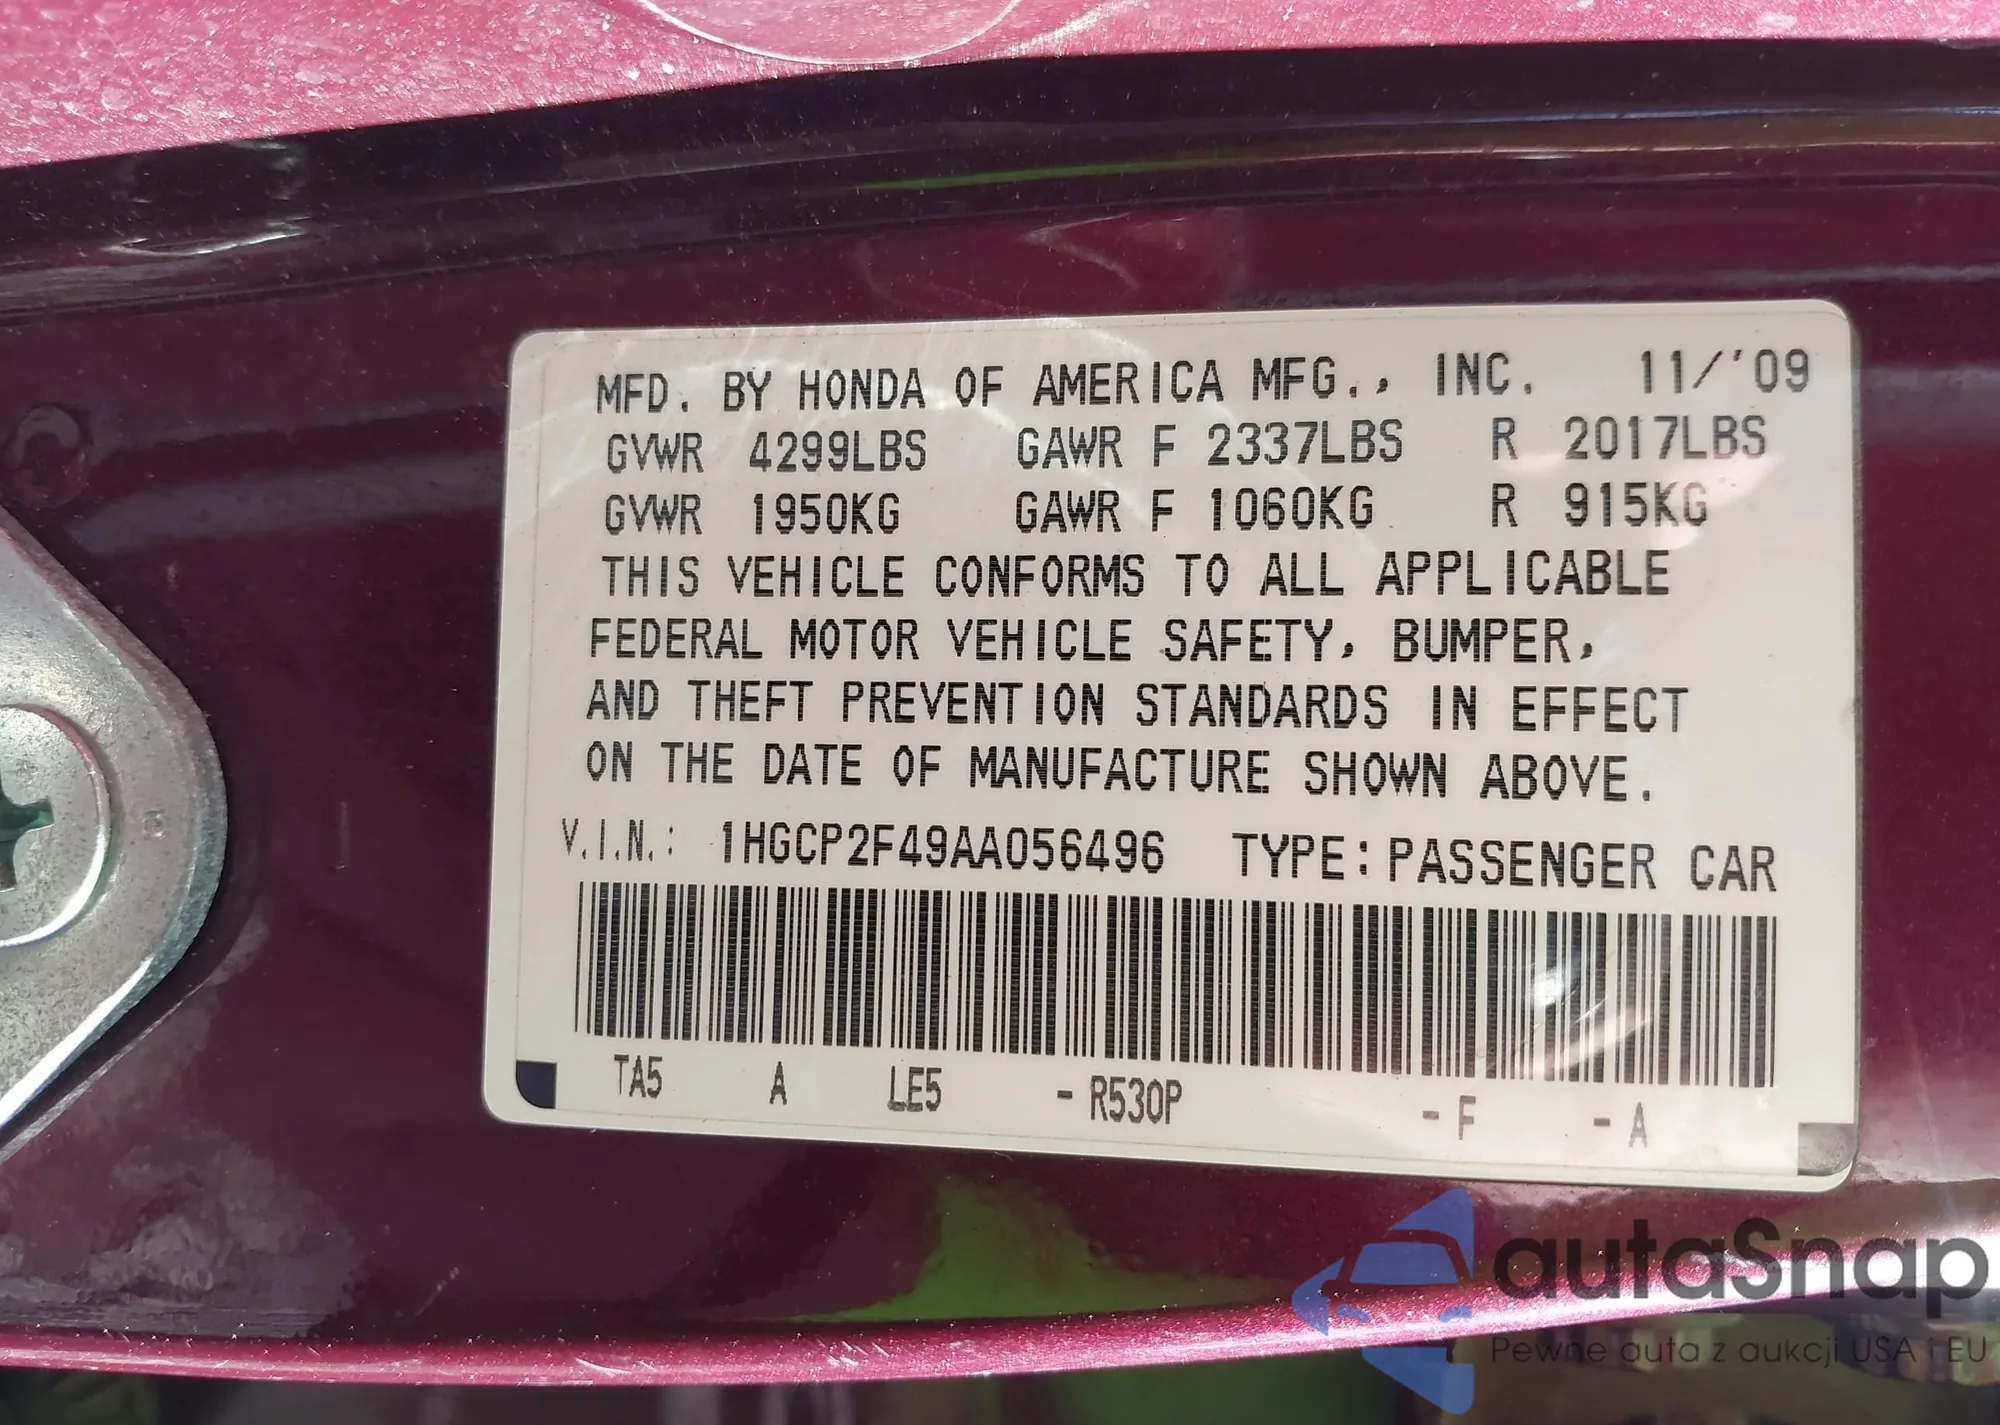 MFD. BY HONDA OF AMERICA MFG., INC. 11/'09
GVWR 4299LBS GAWR F 2337LBS R 2017LBS
GVWR 1950KG GAWR F 1060KG R 915KG
THIS VEHICLE CONFORMS TO ALL APPLICABLE
FEDERAL MOTOR VEHICLE SAFETY, BUMPER,
AND THEFT PREVENTION STANDARDS IN EFFECT
ON THE DATE OF MANUFACTURE SHOWN ABOVE.
V.I.N.: 1HGCP2F49AA056496 TYPE: PASSENGER CAR
TA5 A LE5 - R530P - F - A
autaSnap
Pewne auta z aukcji USA i EU